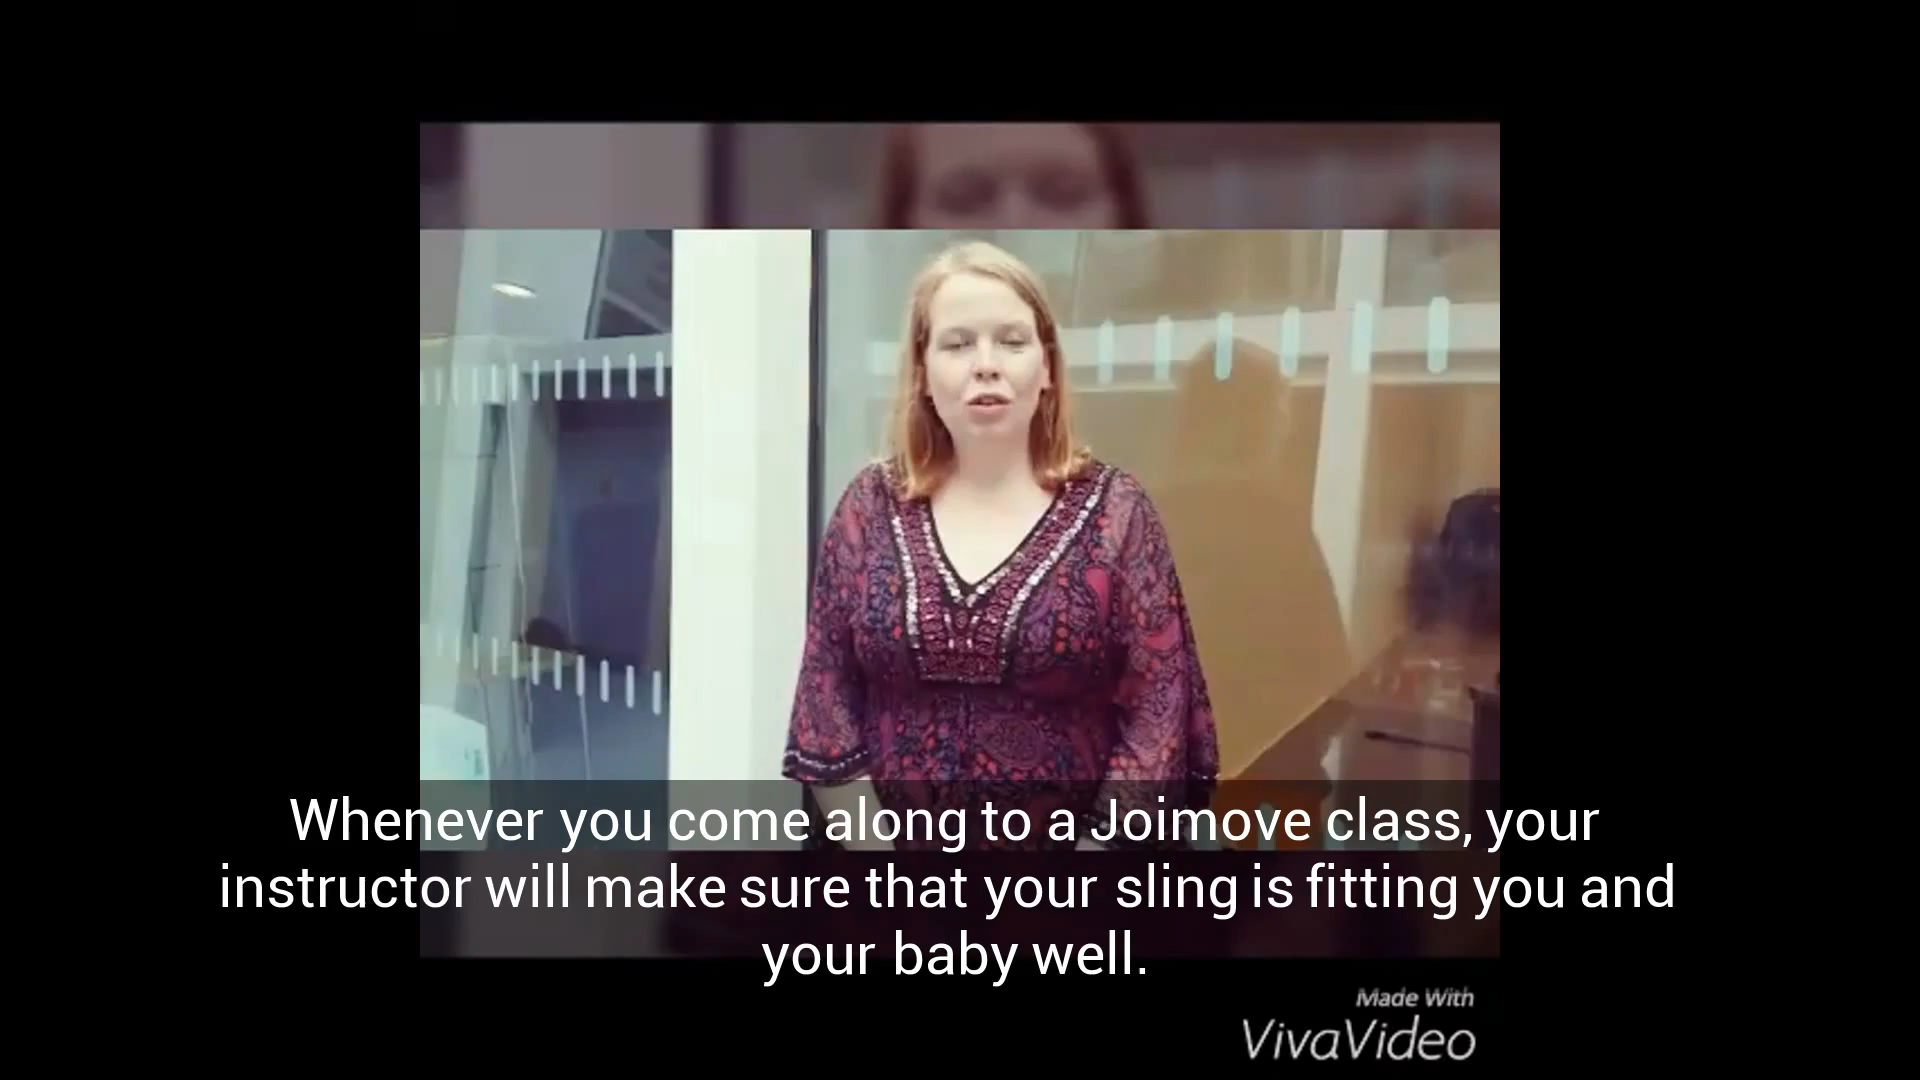 Whenever you come along to a Joimove class, your
instructor will make sure that your sling is fitting you and
your baby well.
Made With
VivaVideo